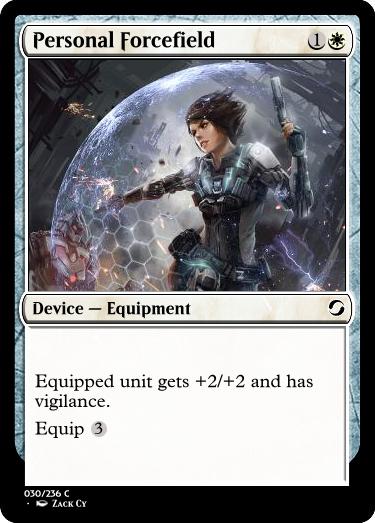 Personal Forcefield 1
Device — Equipment
Equipped unit gets +2/+2 and has
vigilance.
Equip 3
030/236 C
· Zack Cy